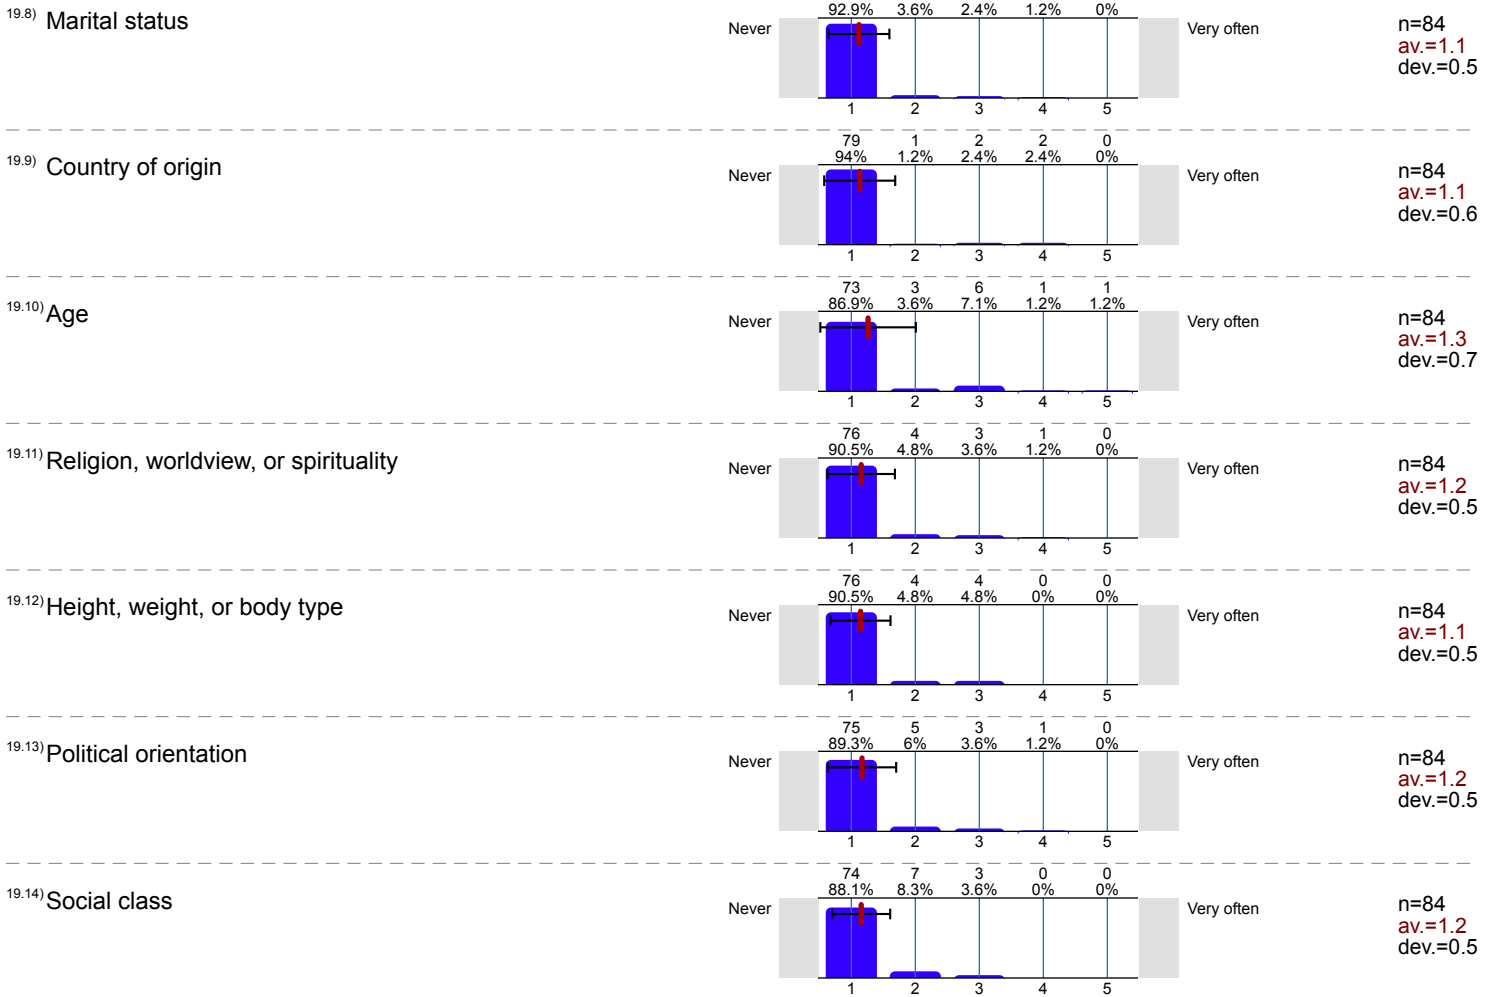 19.8) Marital status
92.9% 3.6% 2.4% 1.2% 0%
Never Very often
n=84
av.=1.1
dev.=0.5
1 2 3 4 5
19.9) Country of origin
79 1 2 2 0
94% 1.2% 2.4% 2.4% 0%
Never Very often
n=84
av.=1.1
dev.=0.6
1 2 3 4 5
19.10) Age
73 3 6 1 1
86.9% 3.6% 7.1% 1.2% 1.2%
Never Very often
n=84
av.=1.3
dev.=0.7
1 2 3 4 5
19.11) Religion, worldview, or spirituality
76 4 3 1 0
90.5% 4.8% 3.6% 1.2% 0%
Never Very often
n=84
av.=1.2
dev.=0.5
1 2 3 4 5
19.12) Height, weight, or body type
76 4 4 0 0
90.5% 4.8% 4.8% 0% 0%
Never Very often
n=84
av.=1.1
dev.=0.5
1 2 3 4 5
19.13) Political orientation
75 5 3 1 0
89.3% 6% 3.6% 1.2% 0%
Never Very often
n=84
av.=1.2
dev.=0.5
1 2 3 4 5
19.14) Social class
74 7 3 0 0
88.1% 8.3% 3.6% 0% 0%
Never Very often
n=84
av.=1.2
dev.=0.5
1 2 3 4 5